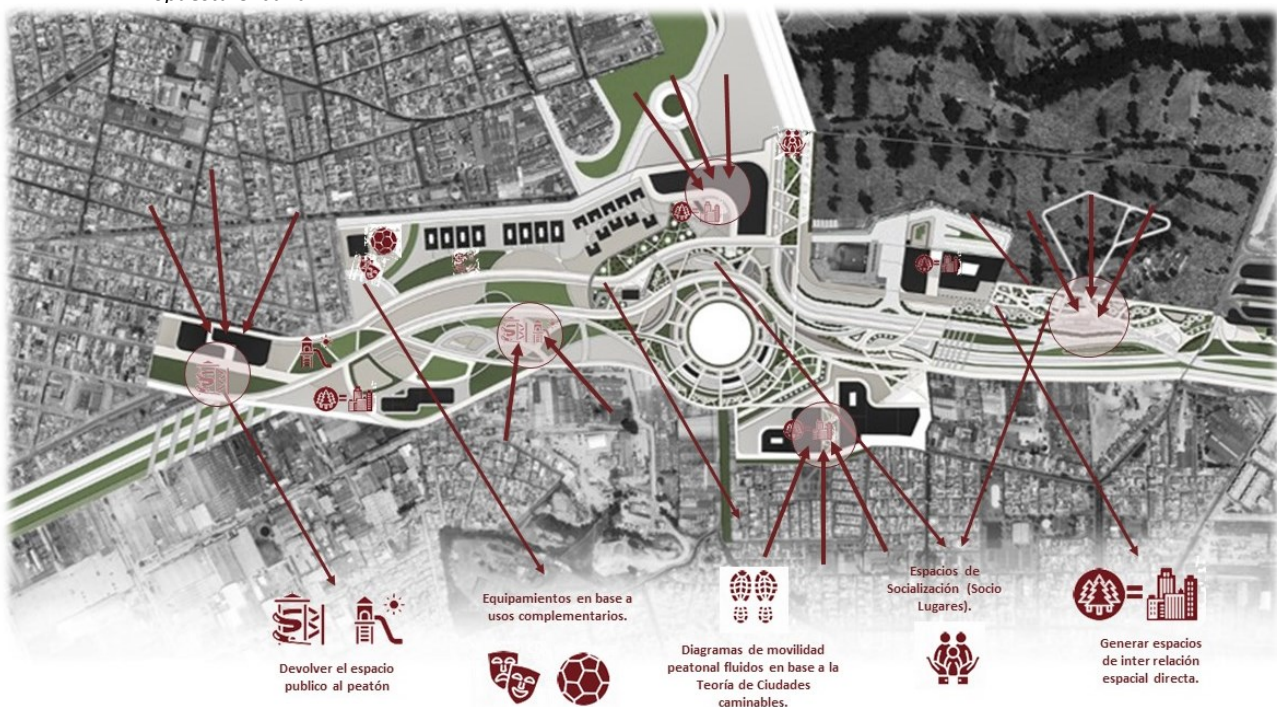 Devolver el espacio
publico al peatón
Equipamientos en base a
usos complementarios.
Diagramas de movilidad
peatonal fluidos en base a la
Teoría de Ciudades
caminables.
Espacios de
Socialización (Socio
Lugares).
Generar espacios
de inter relación
espacial directa.